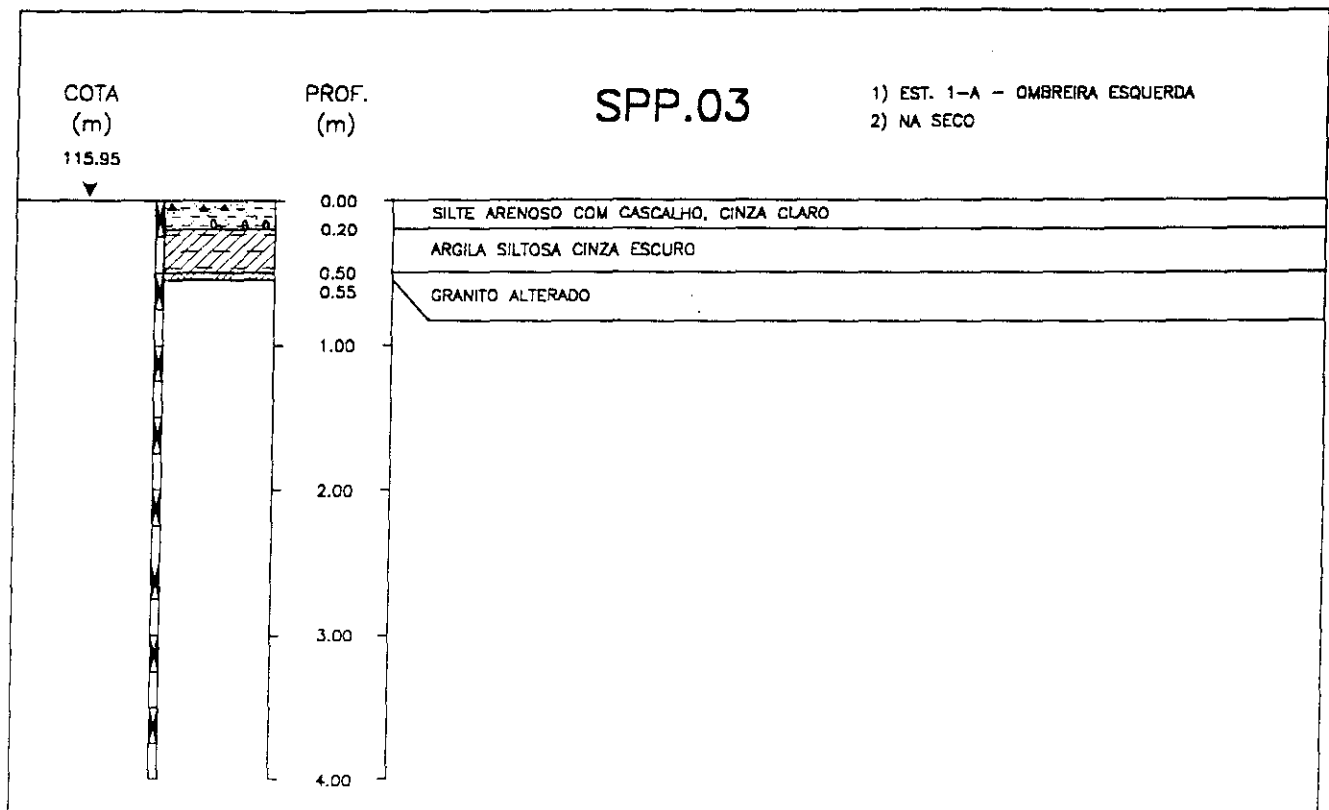 COTA
(m)
115.95
PROF.
(m)
SPP.03
1) EST. 1-A - OMBREIRA ESQUERDA
2) NA SECO
0.00
SILTE ARENOSO COM CASCALHO, CINZA CLARO
0.20
ARGILA SILTOSA CINZA ESCURO
0.50
0.55
GRANITO ALTERADO
1.00
2.00
3.00
4.00